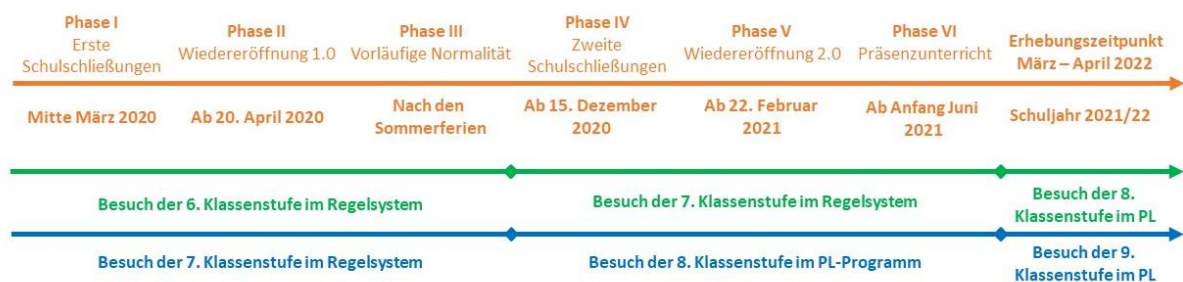 Phase I
Erste
Schulschließungen
Phase II
Wiedereröffnung 1.0
Phase III
Vorläufige Normalität
Phase IV
Zweite
Schulschließungen
Phase V
Wiedereröffnung 2.0
Phase VI
Präsenzunterricht
Erhebungszeitpunkt
März – April 2022
Mitte März 2020
Ab 20. April 2020
Nach den
Sommerferien
Ab 15. Dezember
2020
Ab 22. Februar
2021
Ab Anfang Juni
2021
Schuljahr 2021/22
Besuch der 6. Klassenstufe im Regelsystem
Besuch der 7. Klassenstufe im Regelsystem
Besuch der 8.
Klassenstufe im PL
Besuch der 7. Klassenstufe im Regelsystem
Besuch der 8. Klassenstufe im PL-Programm
Besuch der 9.
Klassenstufe im PL